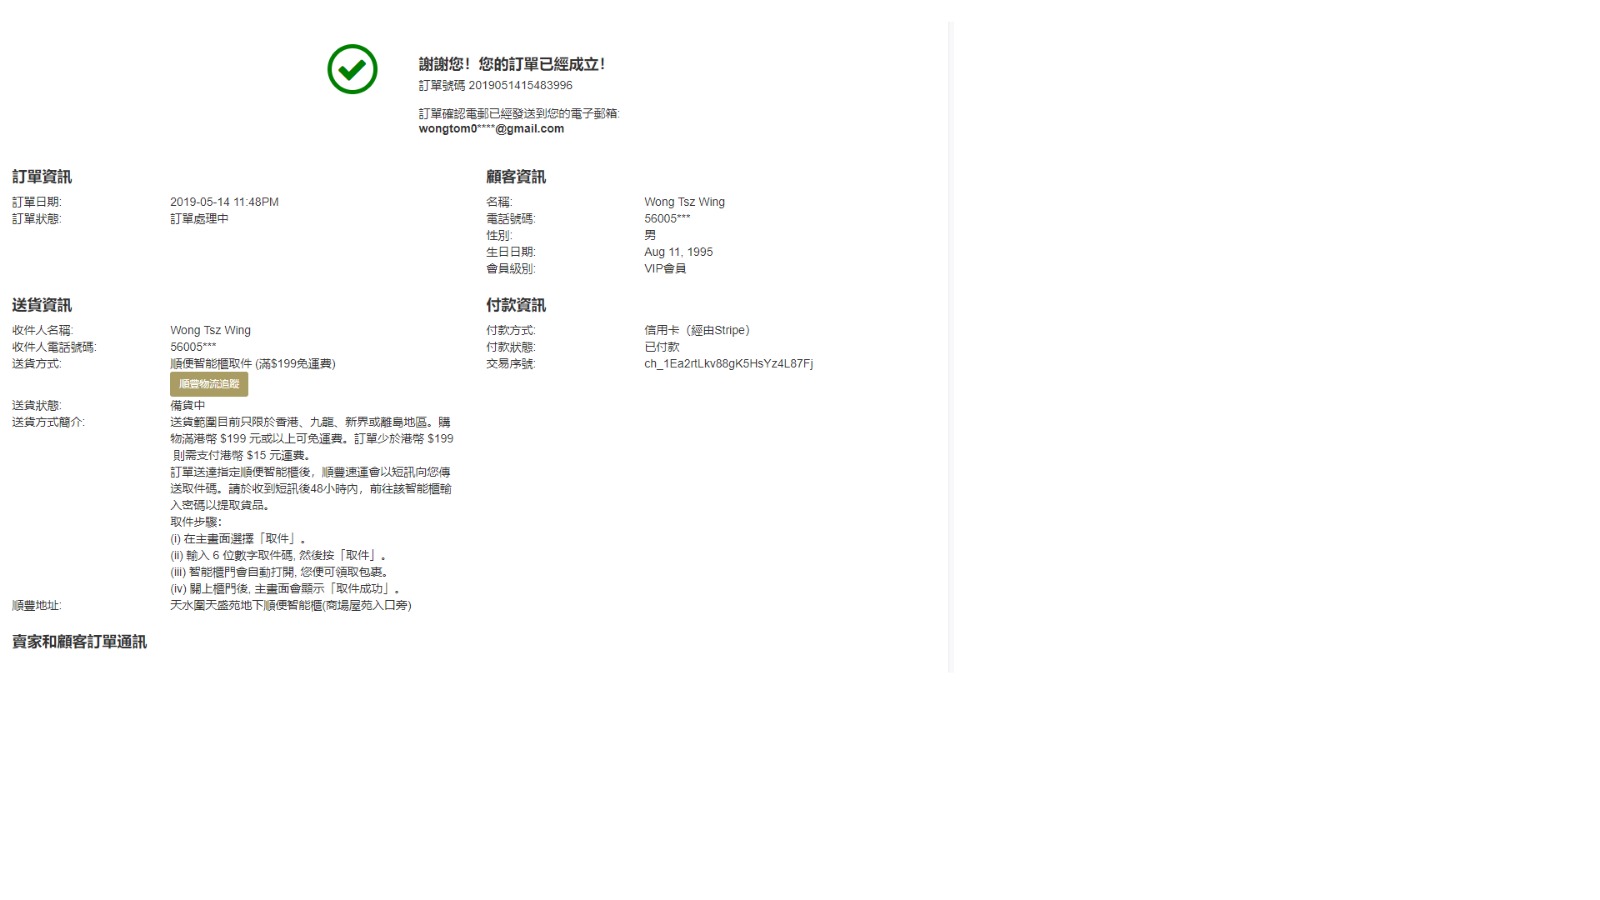 謝謝您！您的訂單已經成立！
訂單號碼 2019051415483996
訂單確認電郵已經發送到您的電子郵箱:
wongtom0****@gmail.com
訂單資訊
訂單日期: 2019-05-14 11:48PM
訂單狀態: 訂單處理中
顧客資訊
名稱: Wong Tsz Wing
電話號碼: 56005***
性別: 男
生日日期: Aug 11, 1995
會員級別: VIP會員
送貨資訊
收件人名稱: Wong Tsz Wing
收件人電話號碼: 56005***
送貨方式: 順便智能櫃取件 (滿$199免運費)
順豐物流追蹤
送貨狀態: 備貨中
送貨方式簡介: 送貨範圍目前只限於香港、九龍、新界或離島地區。購
物滿港幣 $199 元或以上可免運費。訂單少於港幣 $199
則需支付港幣 $15 元運費。
訂單送達指定順便智能櫃後，順豐速運會以短訊向您傳
送取件碼。請於收到短訊後48小時內，前往該智能櫃輸
入密碼以提取貨品。
取件步驟：
(i) 在主畫面選擇「取件」。
(ii) 輸入 6 位數字取件碼, 然後按「取件」。
(iii) 智能櫃門會自動打開, 您便可領取包裹。
(iv) 關上櫃門後, 主畫面會顯示「取件成功」。
順豐地址: 天水圍天盛苑地下順便智能櫃(商場屋苑入口旁)
付款資訊
付款方式: 信用卡（經由Stripe）
付款狀態: 已付款
交易序號: ch_1Ea2rtLkv88gK5HsYz4L87Fj
賣家和顧客訂單通訊